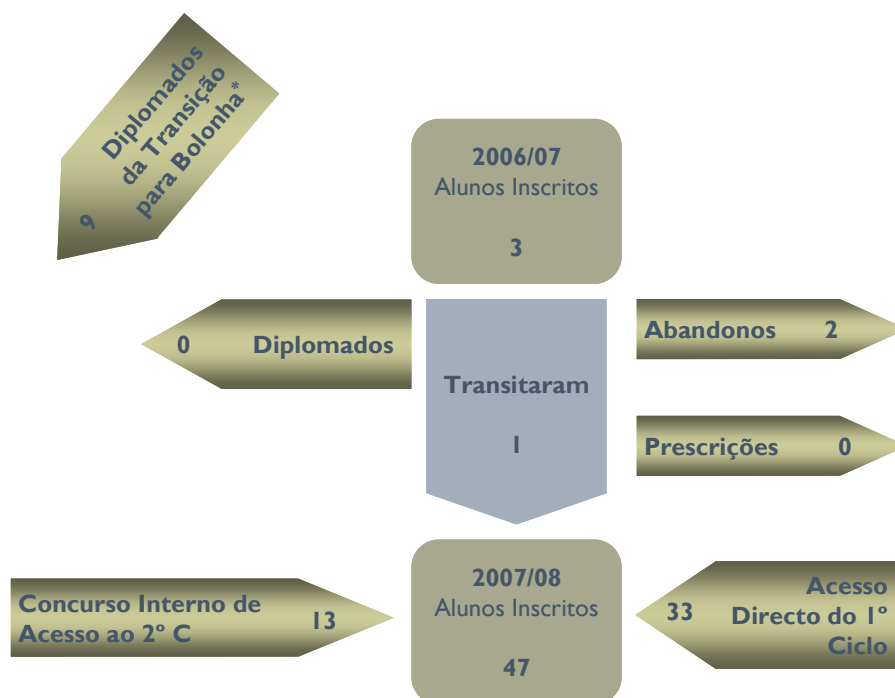 Diplomados
da Transição
para Bolonha*
9
2006/07
Alunos Inscritos
3
0 Diplomados
Abandonos 2
Transitaram
1
Prescrições 0
2007/08
Alunos Inscritos
47
Concurso Interno de
Acesso ao 2º C
13
33
Acesso
Directo do 1º
Ciclo